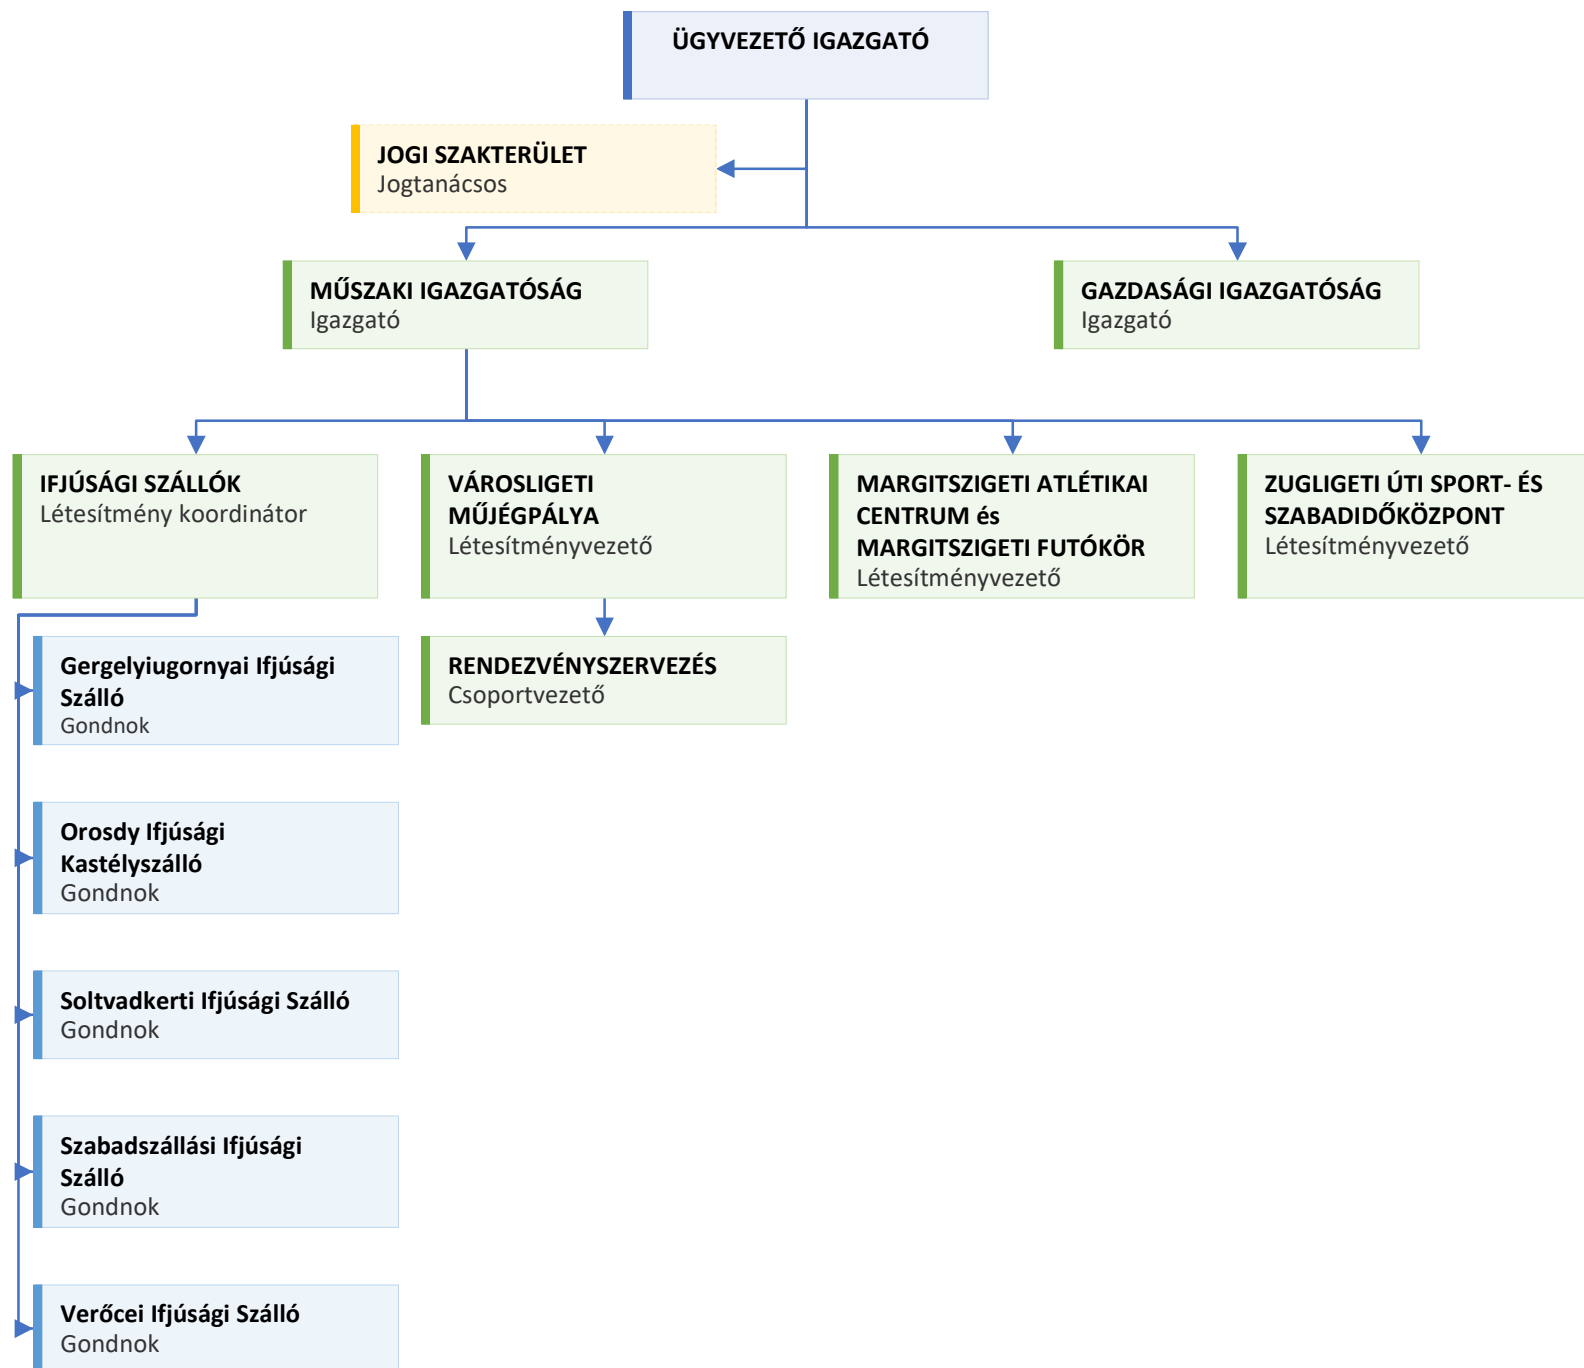 ÜGYVEZETŐ IGAZGATÓ
JOGI SZAKTERÜLET
Jogtanácsos
MŰSZAKI IGAZGATÓSÁG
Igazgató
GAZDASÁGI IGAZGATÓSÁG
Igazgató
IFJÚSÁGI SZÁLLÓK
Létesítmény koordinátor
VÁROSLIGETI
MŰJÉGPÁLYA
Létesítményvezető
MARGITSZIGETI ATLÉTIKAI
CENTRUM és
MARGITSZIGETI FUTÓKÖR
Létesítményvezető
ZUGLIGETI ÚTI SPORT- ÉS
SZABADIDŐKÖZPONT
Létesítményvezető
Gergelyiugornyai Ifjúsági
Szálló
Gondnok
RENDEZVÉNYSZERVEZÉS
Csoportvezető
Orosdy Ifjúsági
Kastélyszálló
Gondnok
Soltvadkerti Ifjúsági Szálló
Gondnok
Szabadszállási Ifjúsági
Szálló
Gondnok
Verőcei Ifjúsági Szálló
Gondnok